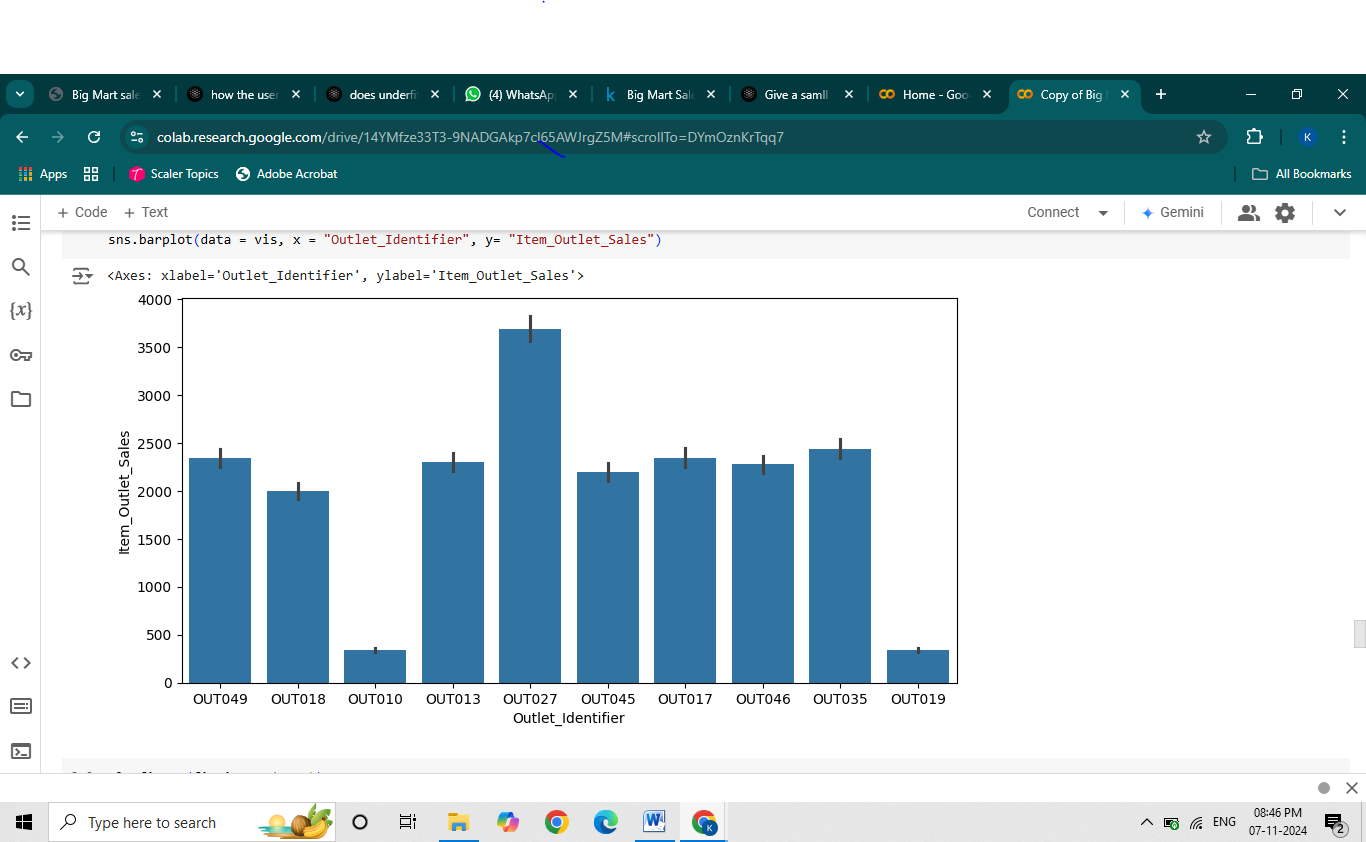 Big Mart sale
how the user
does underfi
(4) WhatsAp
Big Mart Sal
Give a samll
Home - Goo
Copy of Big
colab.research.google.com/drive/14YMfze33T3-9NADGAkp7cI65AWJrgZ5M#scrollTo=DYmOznKrTqq7
K
Apps
Scaler Topics
Adobe Acrobat
All Bookmarks
+ Code + Text
Connect
Gemini
sns.barplot(data = vis, x = "Outlet_Identifier", y= "Item_Outlet_Sales")
{x}
<Axes: xlabel='Outlet_Identifier', ylabel='Item_Outlet_Sales'>
4000
3500
3000
2500
2000
1500
1000
500
0
Item_Outlet_Sales
OUT049 OUT018 OUT010 OUT013 OUT027 OUT045 OUT017 OUT046 OUT035 OUT019
Outlet_Identifier
Type here to search
K
ENG
08:46 PM
07-11-2024
2